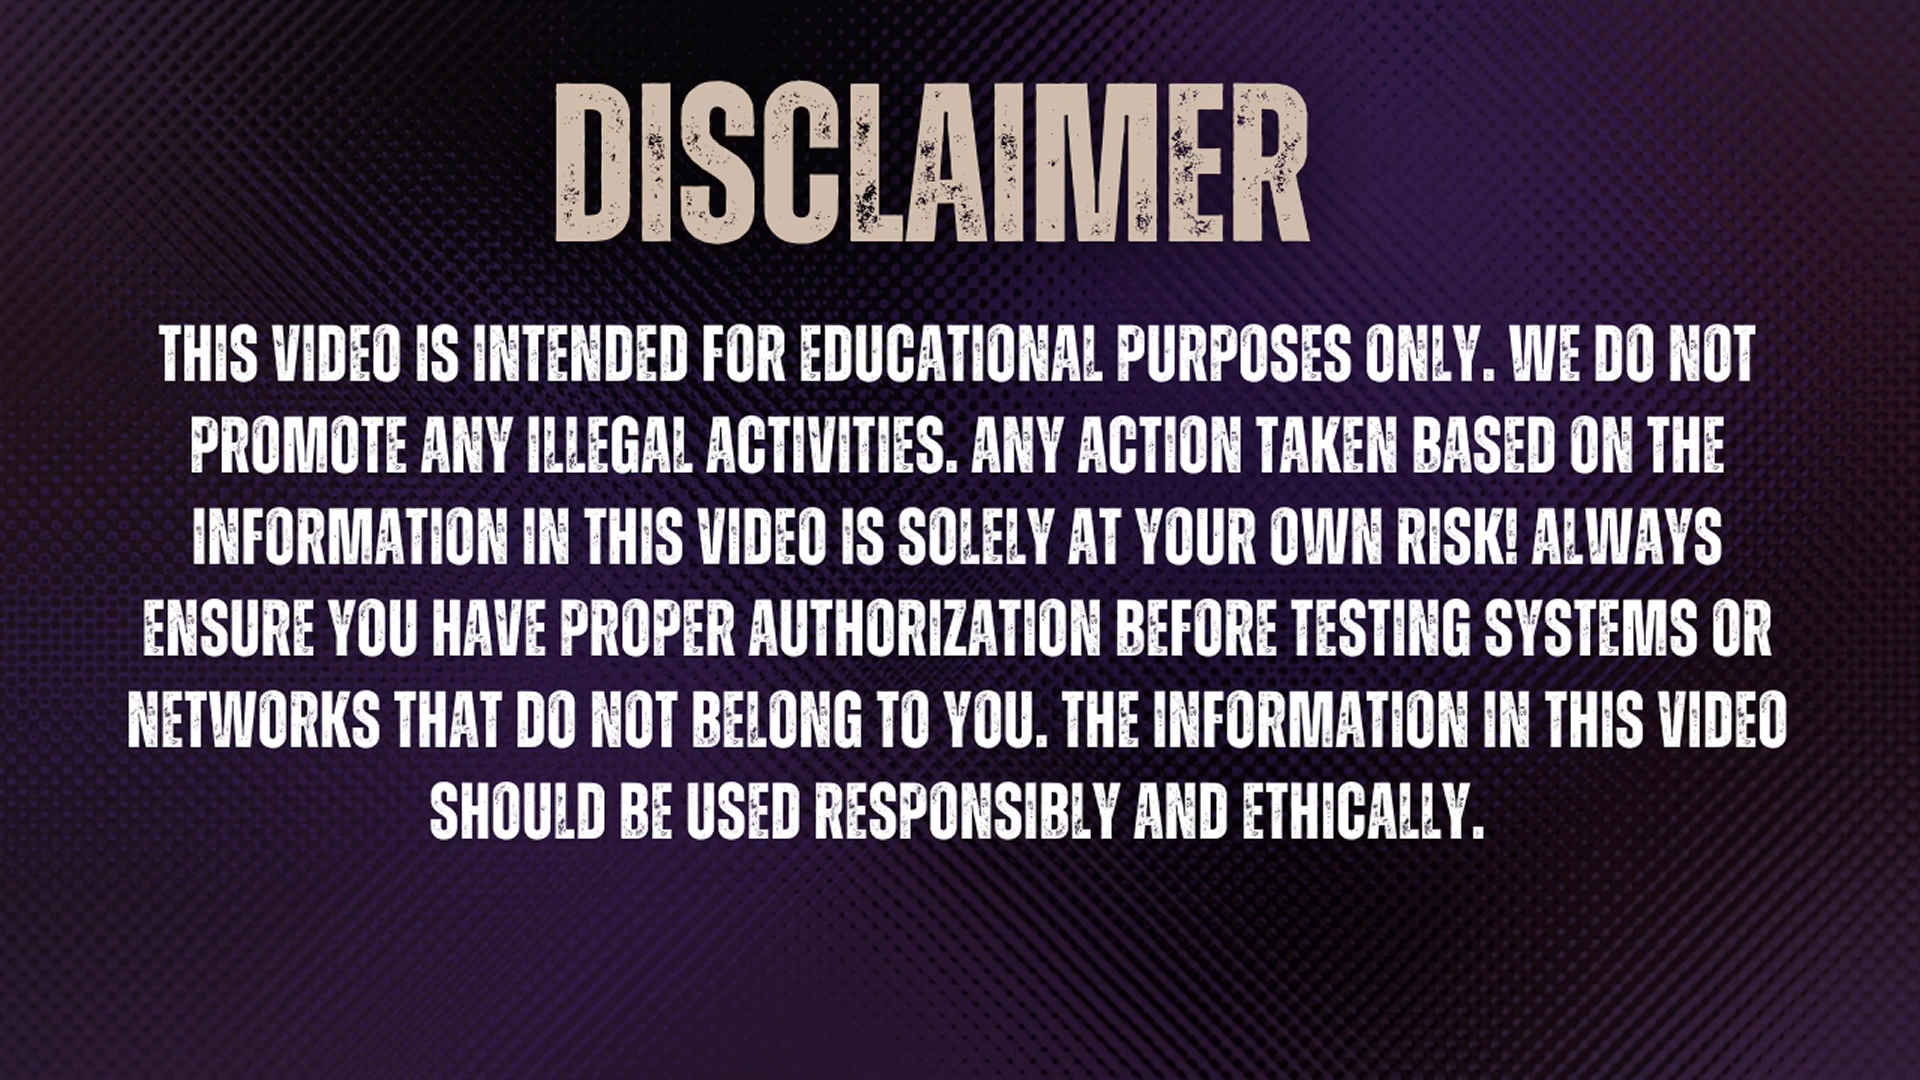 DISCLAIMER
THIS VIDEO IS INTENDED FOR EDUCATIONAL PURPOSES ONLY. WE DO NOT
PROMOTE ANY ILLEGAL ACTIVITIES. ANY ACTION TAKEN BASED ON THE
INFORMATION IN THIS VIDEO IS SOLELY AT YOUR OWN RISK! ALWAYS
ENSURE YOU HAVE PROPER AUTHORIZATION BEFORE TESTING SYSTEMS OR
NETWORKS THAT DO NOT BELONG TO YOU. THE INFORMATION IN THIS VIDEO
SHOULD BE USED RESPONSIBLY AND ETHICALLY.